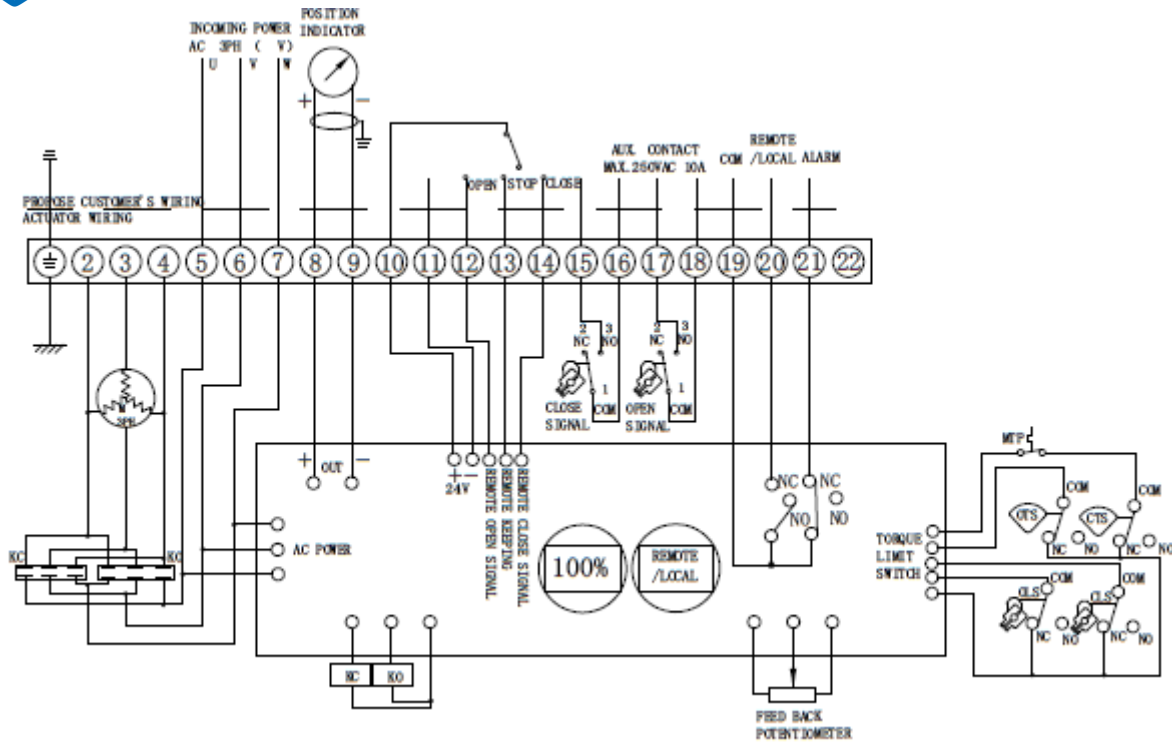 POSITION
INDICATOR
INCOMING POWER
AC 3PH ( V)
U V W
+ −
AUX. CONTACT
MAX.250VAC 10A
REMOTE
COM /LOCAL ALARM
OPEN STOP CLOSE
PROPOSE CUSTOMER'S WIRING
ACTUATOR WIRING
2 3 4 5 6 7 8 9 10 11 12 13 14 15 16 17 18 19 20 21 22
2 3
NC NO
1
COM
CLOSE
SIGNAL
2 3
NC NO
1
COM
OPEN
SIGNAL
M
3PH
+ OUT −
+ −
24V
REMOTE OPEN SIGNAL
REMOTE KEEPING
REMOTE CLOSE SIGNAL
NC NC
NO NO
MTP
COM COM
OTS CTS
NC NO NC NO
KC KO
AC POWER
100%
REMOTE
/LOCAL
TORQUE
LIMIT
SWITCH
COM COM
OLS CLS
NC NO NC NO
KC KO
FEED BACK
POTENTIOMETER